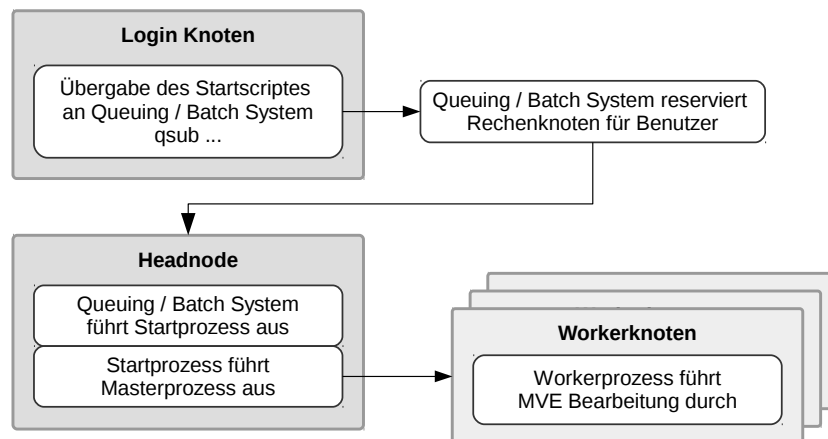 Login Knoten
Übergabe des Startscriptes
an Queuing / Batch System
qsub ...
Queuing / Batch System reserviert
Rechenknoten für Benutzer
Headnode
Queuing / Batch System
führt Startprozess aus
Startprozess führt
Masterprozess aus
Workerknoten
Workerprozess führt
MVE Bearbeitung durch